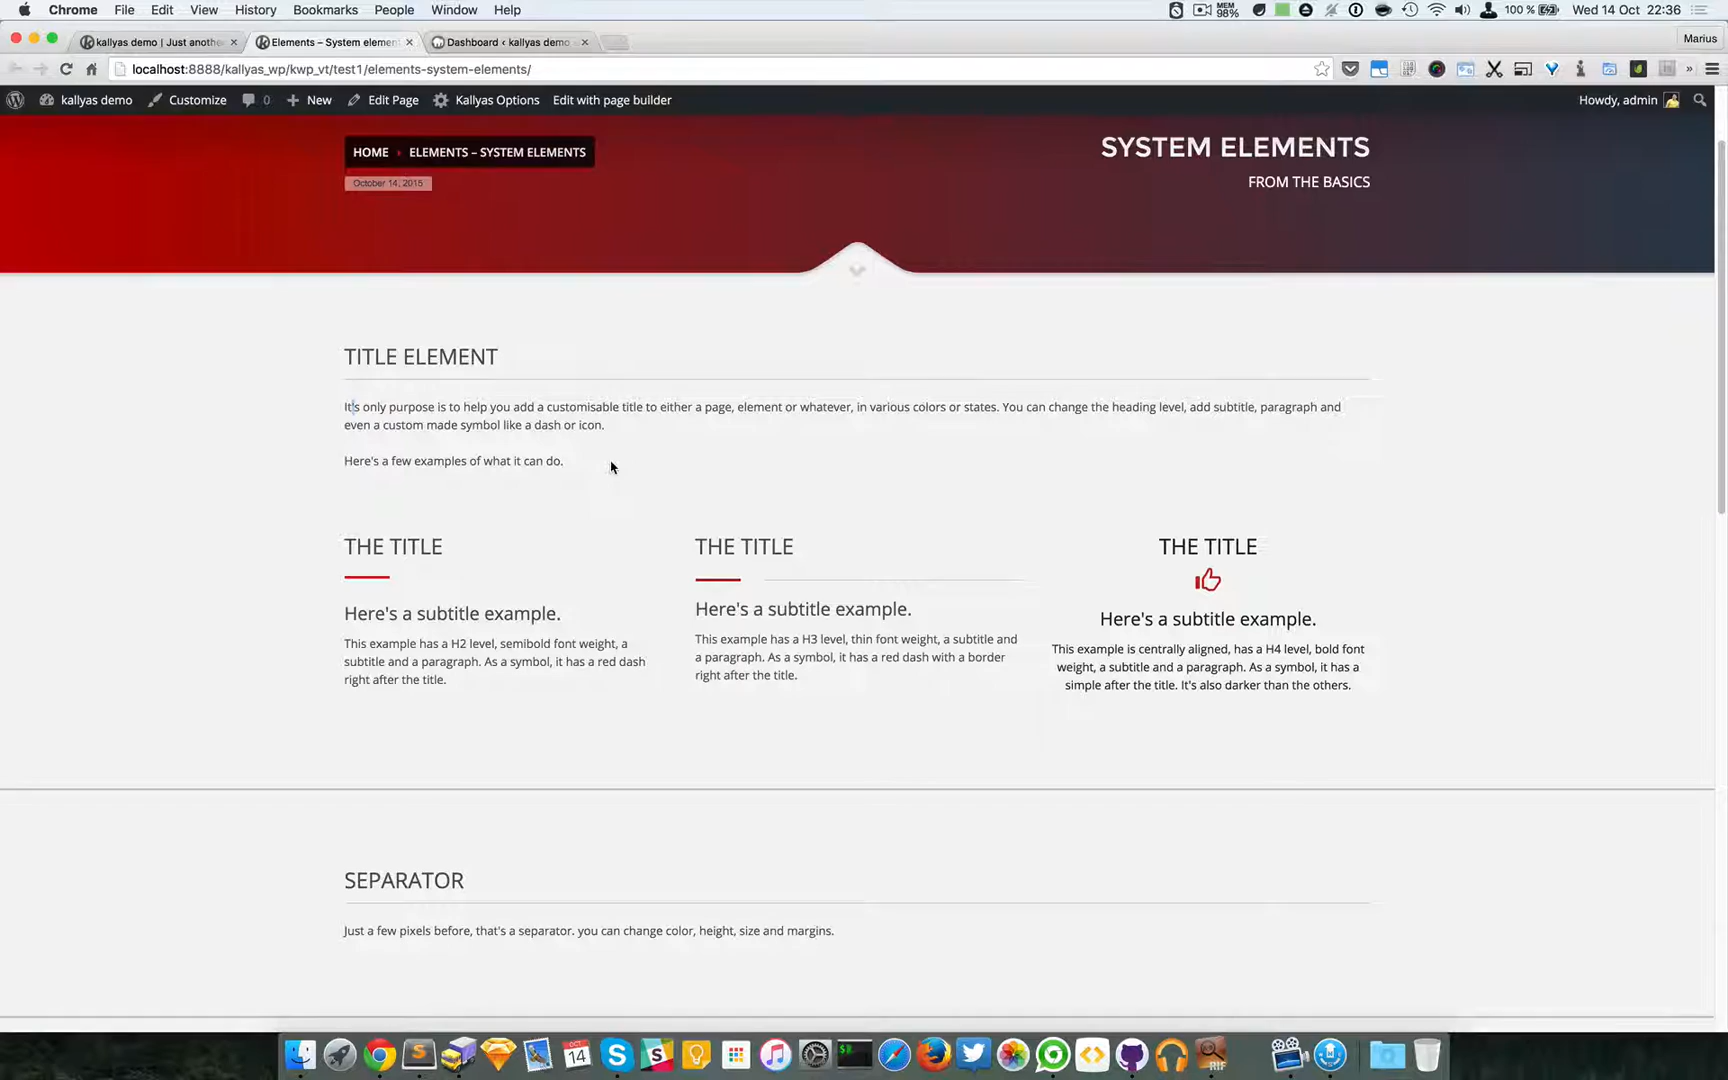 Chrome File Edit View History Bookmarks People Window Help MEM 98% 100 % Wed 14 Oct 22:36
kallyas demo | Just anothe Elements – System elemen Dashboard ‹ kallyas demo Marius
localhost:8888/kallyas_wp/kwp_vt/test1/elements-system-elements/
kallyas demo Customize 0 New Edit Page Kallyas Options Edit with page builder Howdy, admin
HOME ELEMENTS – SYSTEM ELEMENTS
October 14, 2015
SYSTEM ELEMENTS
FROM THE BASICS
TITLE ELEMENT
It's only purpose is to help you add a customisable title to either a page, element or whatever, in various colors or states. You can change the heading level, add subtitle, paragraph and
even a custom made symbol like a dash or icon.
Here's a few examples of what it can do.
THE TITLE
Here's a subtitle example.
This example has a H2 level, semibold font weight, a
subtitle and a paragraph. As a symbol, it has a red dash
right after the title.
THE TITLE
Here's a subtitle example.
This example has a H3 level, thin font weight, a subtitle and
a paragraph. As a symbol, it has a red dash with a border
right after the title.
THE TITLE
Here's a subtitle example.
This example is centrally aligned, has a H4 level, bold font
weight, a subtitle and a paragraph. As a symbol, it has a
simple after the title. It's also darker than the others.
SEPARATOR
Just a few pixels before, that's a separator. you can change color, height, size and margins.
14
RIF